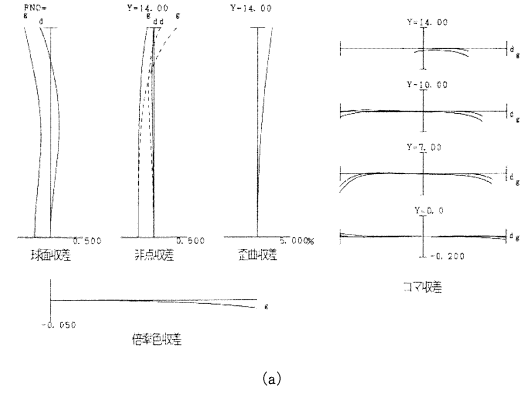 FNO=
g
d
0.500
球面収差
Y=14.00
g
d
d
g
0.500
非点収差
Y=14.00
5.000%
歪曲収差
Y=14.00
d
g
Y=10.00
d
g
Y=7.00
d
g
Y=0.0
d
g
-0.200
コマ収差
-0.050
g
倍率色収差
(a)